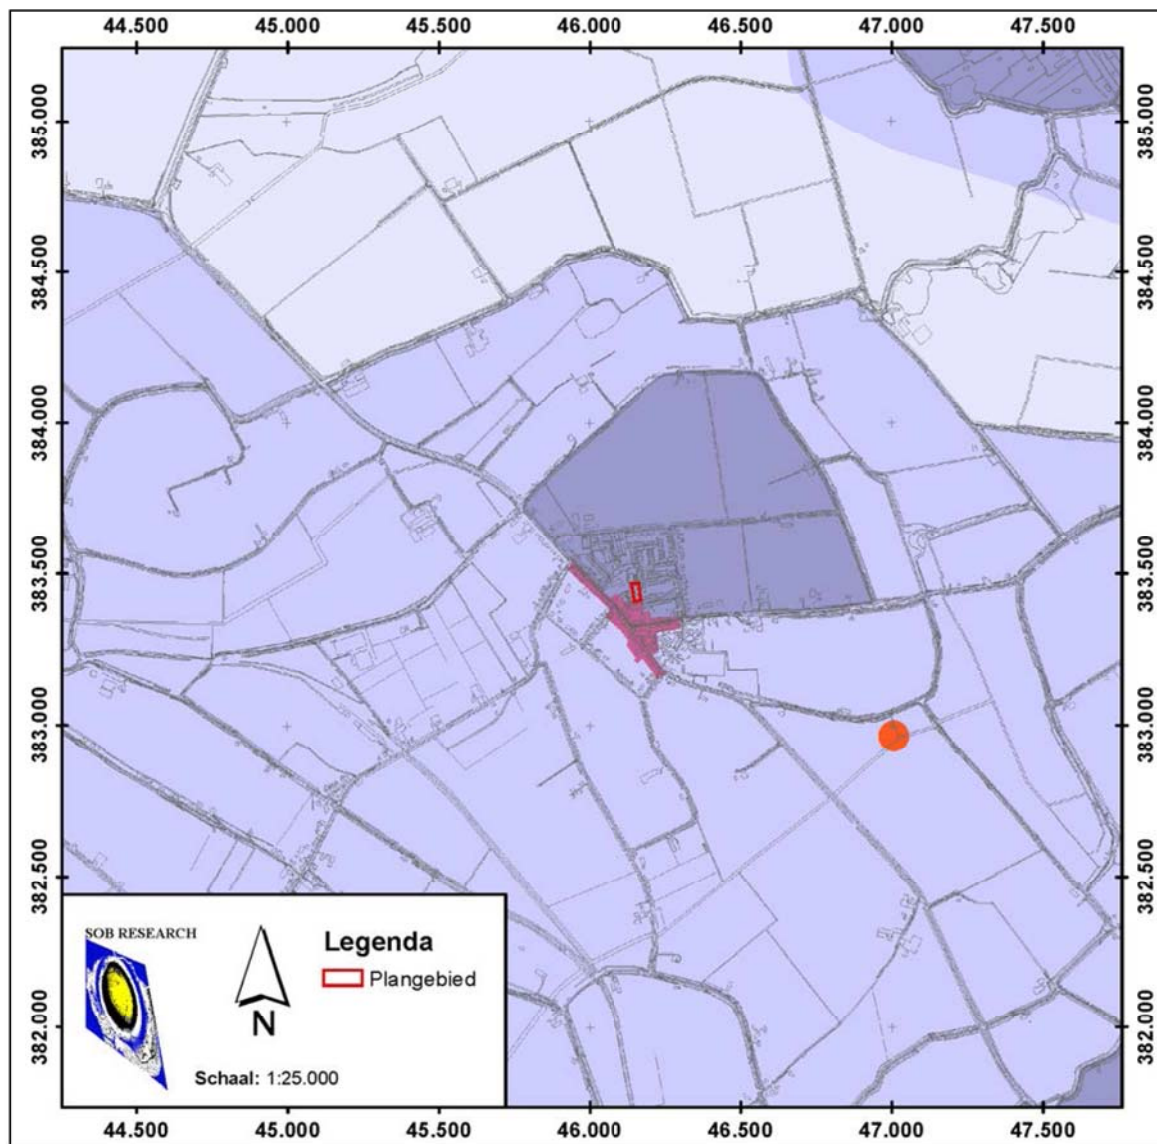 44.500 45.000 45.500 46.000 46.500 47.000 47.500
385.000 385.000
384.500 384.500
384.000 384.000
383.500 383.500
383.000 383.000
382.500 382.500
382.000 382.000
SOB RESEARCH
Legenda
Plangebied
N
Schaal: 1:25.000
44.500 45.000 45.500 46.000 46.500 47.000 47.500